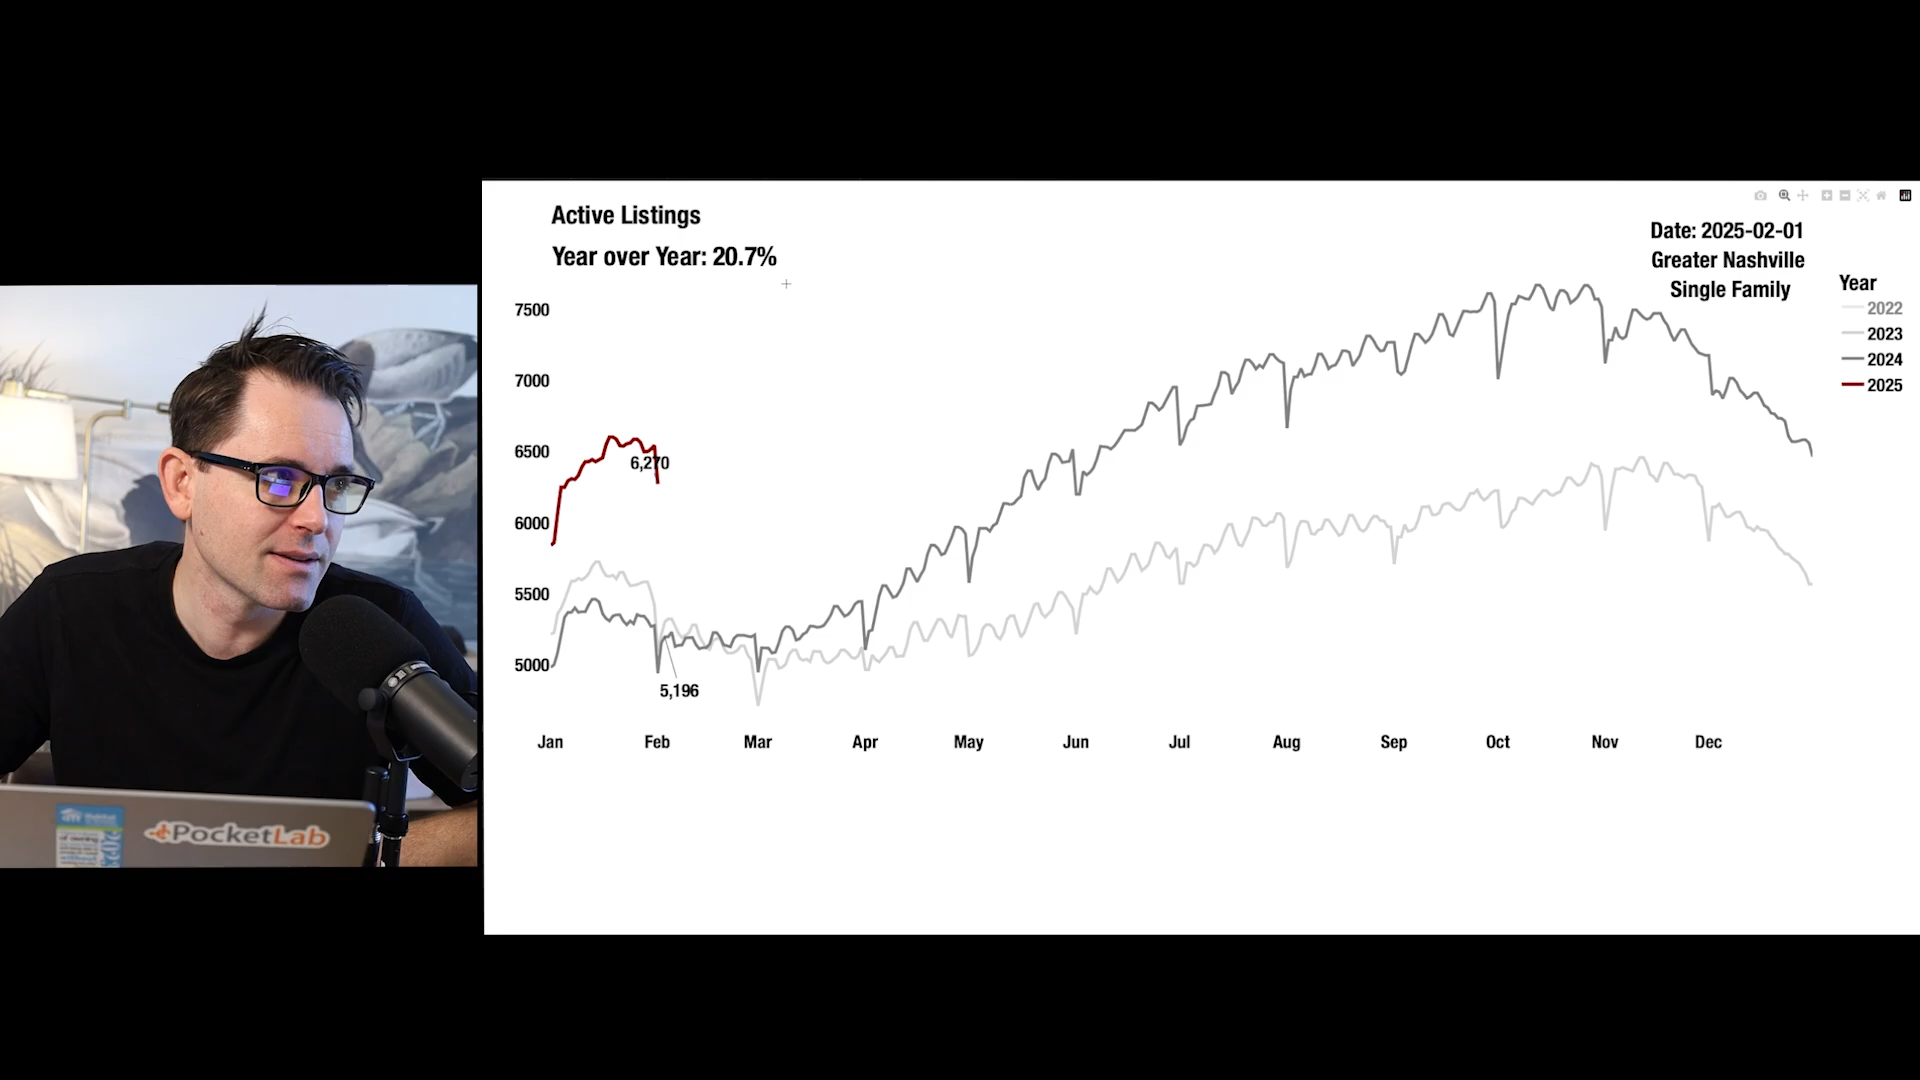 Active Listings
Year over Year: 20.7%
Date: 2025-02-01
Greater Nashville
Single Family
Year
2022
2023
2024
2025
7500
7000
6500
6000
5500
5000
6,270
5,196
Jan Feb Mar Apr May Jun Jul Aug Sep Oct Nov Dec
PocketLab